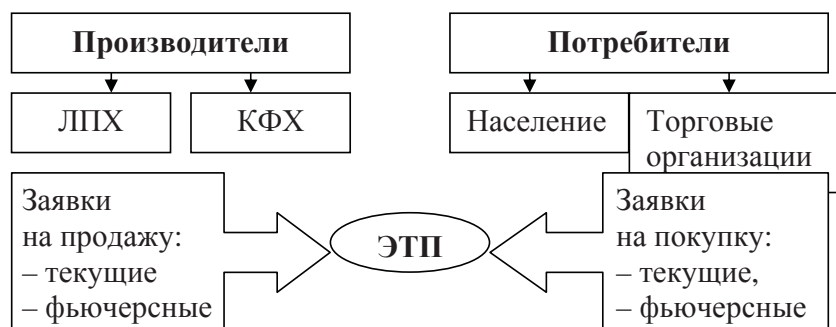 Производители
Потребители
ЛПХ
КФХ
Население
Торговые
организации
Заявки
на продажу:
– текущие
– фьючерсные
ЭТП
Заявки
на покупку:
– текущие,
– фьючерсные